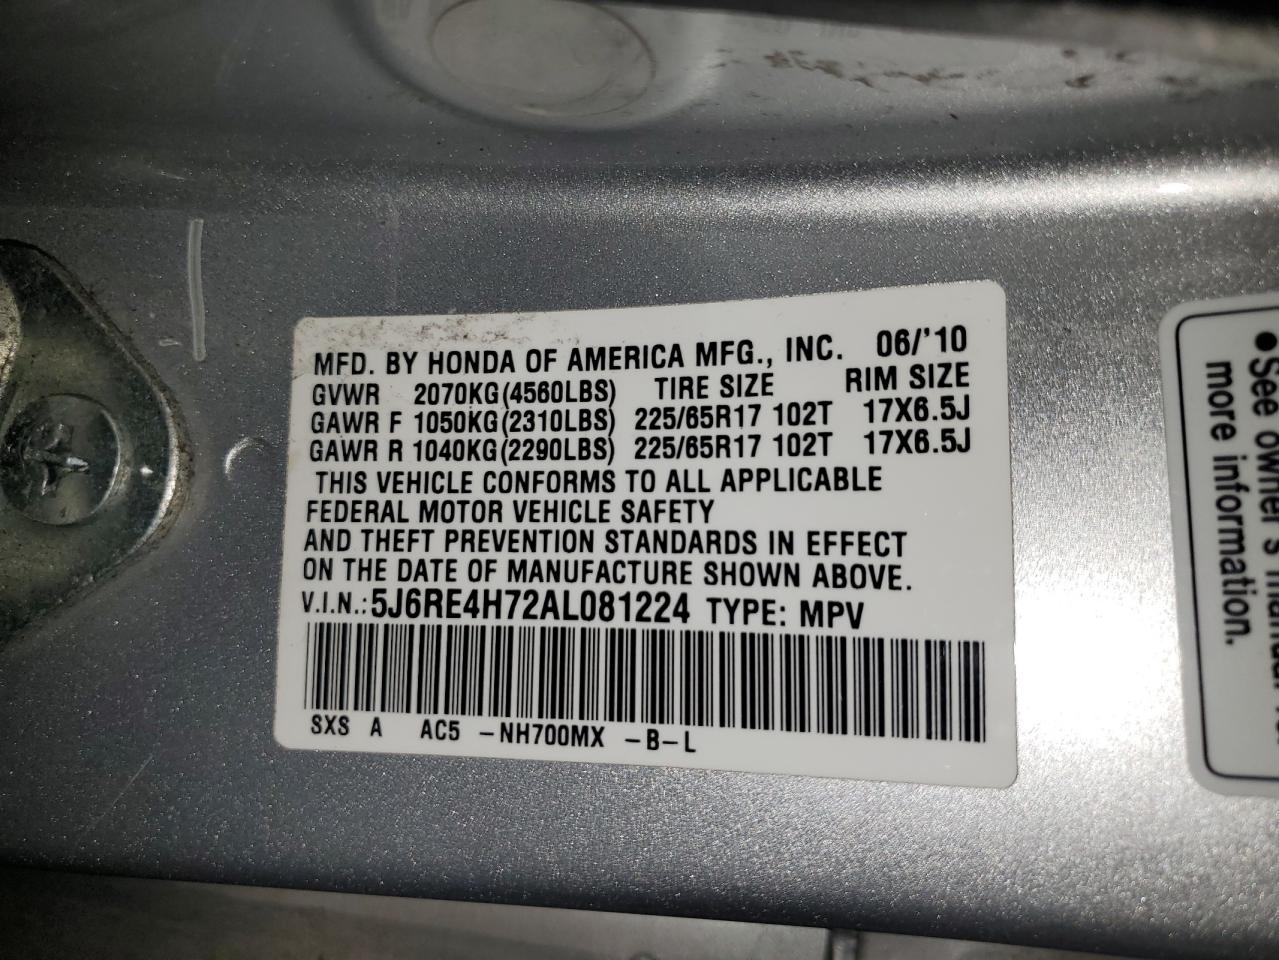 MFD. BY HONDA OF AMERICA MFG., INC. 06/'10
GVWR 2070KG(4560LBS) TIRE SIZE RIM SIZE
GAWR F 1050KG(2310LBS) 225/65R17 102T 17X6.5J
GAWR R 1040KG(2290LBS) 225/65R17 102T 17X6.5J
THIS VEHICLE CONFORMS TO ALL APPLICABLE
FEDERAL MOTOR VEHICLE SAFETY
AND THEFT PREVENTION STANDARDS IN EFFECT
ON THE DATE OF MANUFACTURE SHOWN ABOVE.
V.I.N.:5J6RE4H72AL081224 TYPE: MPV
SXS A AC5 -NH700MX -B-L
•See owner's manual for
more information.